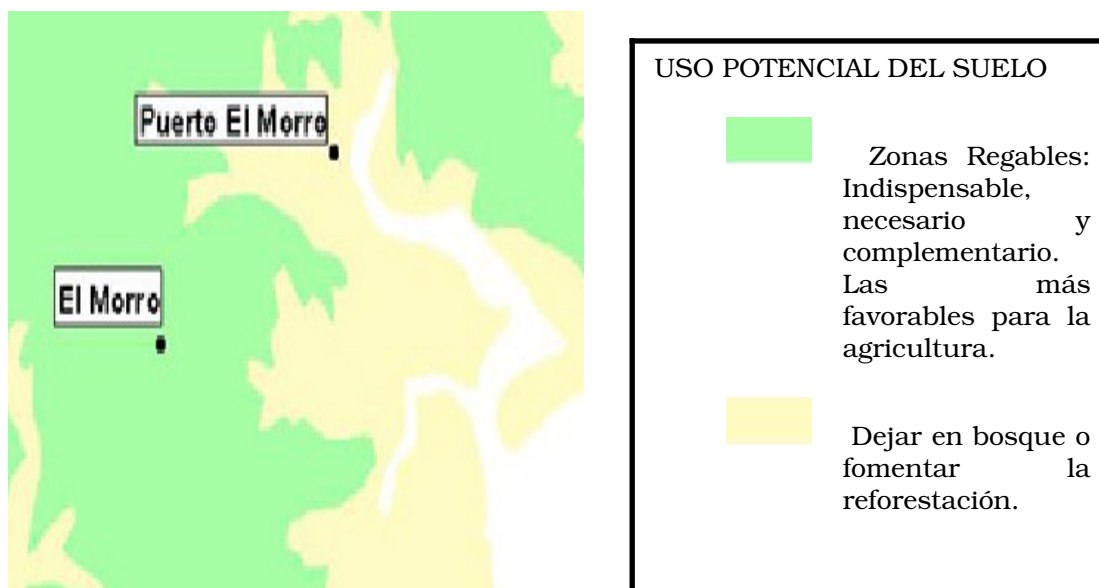 Puerto El Morro
El Morro
USO POTENCIAL DEL SUELO
Zonas Regables:
Indispensable,
necesario y
complementario.
Las más
favorables para la
agricultura.
Dejar en bosque o
fomentar la
reforestación.